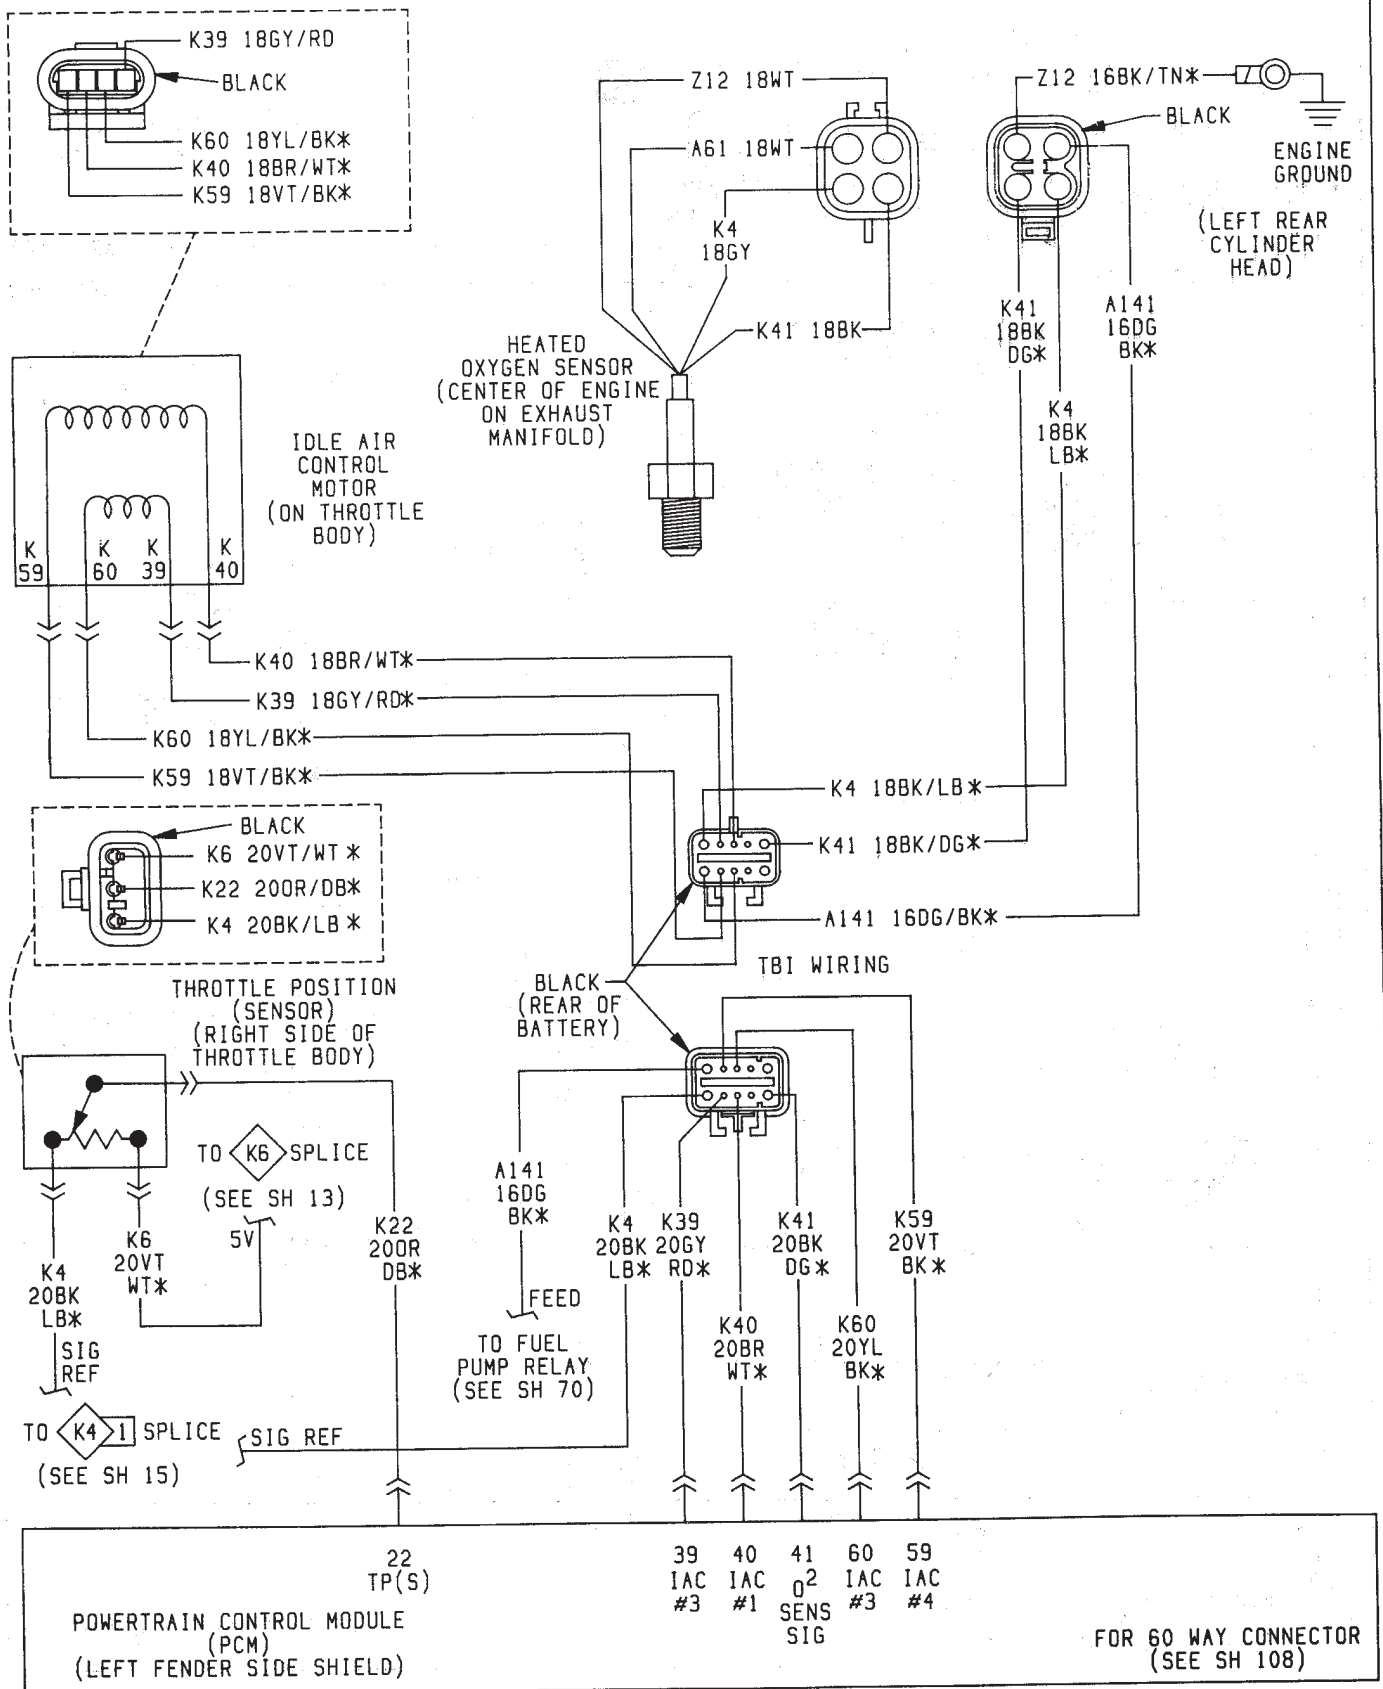 K39 18GY/RD
BLACK
K60 18YL/BK*
K40 18BR/WT*
K59 18VT/BK*
Z12 18WT
A61 18WT
K4
18GY
K41 18BK
Z12 16BK/TN*
BLACK
ENGINE
GROUND
(LEFT REAR
CYLINDER
HEAD)
K41
18BK
DG*
A141
16DG
BK*
K4
18BK
LB*
HEATED
OXYGEN SENSOR
(CENTER OF ENGINE
ON EXHAUST
MANIFOLD)
IDLE AIR
CONTROL
MOTOR
(ON THROTTLE
BODY)
K
59
K
60
K
39
K
40
K40 18BR/WT*
K39 18GY/RD*
K60 18YL/BK*
K59 18VT/BK*
K4 18BK/LB*
K41 18BK/DG*
A141 16DG/BK*
TBI WIRING
BLACK
K6 20VT/WT*
K22 20OR/DB*
K4 20BK/LB*
THROTTLE POSITION
(SENSOR)
(RIGHT SIDE OF
THROTTLE BODY)
BLACK
(REAR OF
BATTERY)
TO K6 SPLICE
(SEE SH 13)
5V
K4
20BK
LB*
K6
20VT
WT*
SIG
REF
K22
20OR
DB*
A141
16DG
BK*
FEED
TO FUEL
PUMP RELAY
(SEE SH 70)
K4
20BK
LB*
K39
20GY
RD*
K40
20BR
WT*
K41
20BK
DG*
K60
20YL
BK*
K59
20VT
BK*
TO K4 1 SPLICE
(SEE SH 15)
SIG REF
22
TP(S)
39
IAC
#3
40
IAC
#1
41
O2
SENS
SIG
60
IAC
#3
59
IAC
#4
POWERTRAIN CONTROL MODULE
(PCM)
(LEFT FENDER SIDE SHIELD)
FOR 60 WAY CONNECTOR
(SEE SH 108)